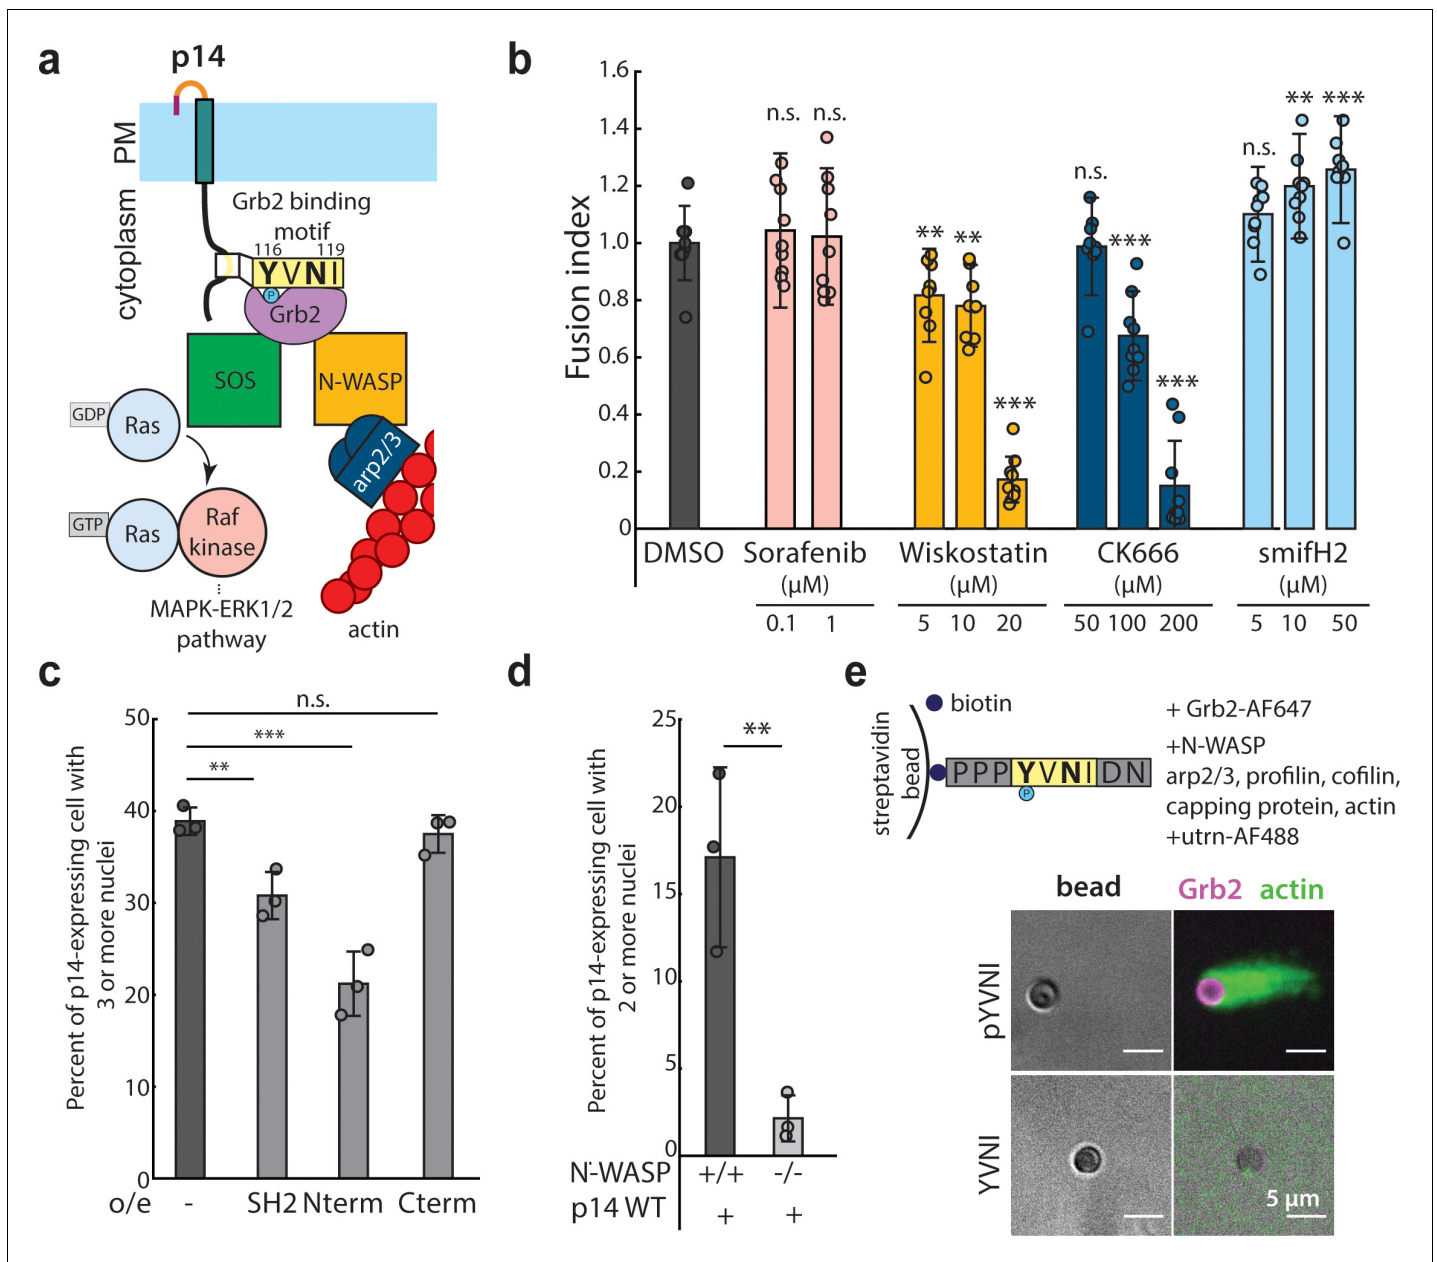 a
p14
PM
cytoplasm
Grb2 binding
motif
116 119
YVNI
P
Grb2
SOS
N-WASP
GDP
Ras
arp2/3
GTP
Ras
Raf
kinase
MAPK-ERK1/2
pathway
actin
b
Fusion index
1.6
1.4
1.2
1.0
0.8
0.6
0.4
0.2
0
n.s. n.s.
** ** ***
n.s. *** ***
n.s. ** ***
DMSO Sorafenib Wiskostatin CK666 smifH2
(μM) (μM) (μM) (μM)
0.1 1 5 10 20 50 100 200 5 10 50
c
Percent of p14-expressing cell with
3 or more nuclei
50
40
30
20
10
0
n.s.
***
**
o/e - SH2 Nterm Cterm
d
Percent of p14-expressing cell with
2 or more nuclei
25
20
15
10
5
0
**
N-WASP +/+ -/-
p14 WT + +
e
streptavidin
bead
biotin
PPPYVNIDN
P
+ Grb2-AF647
+N-WASP
arp2/3, profilin, cofilin,
capping protein, actin
+utrn-AF488
bead Grb2 actin
pYVNI
YVNI
5 μm